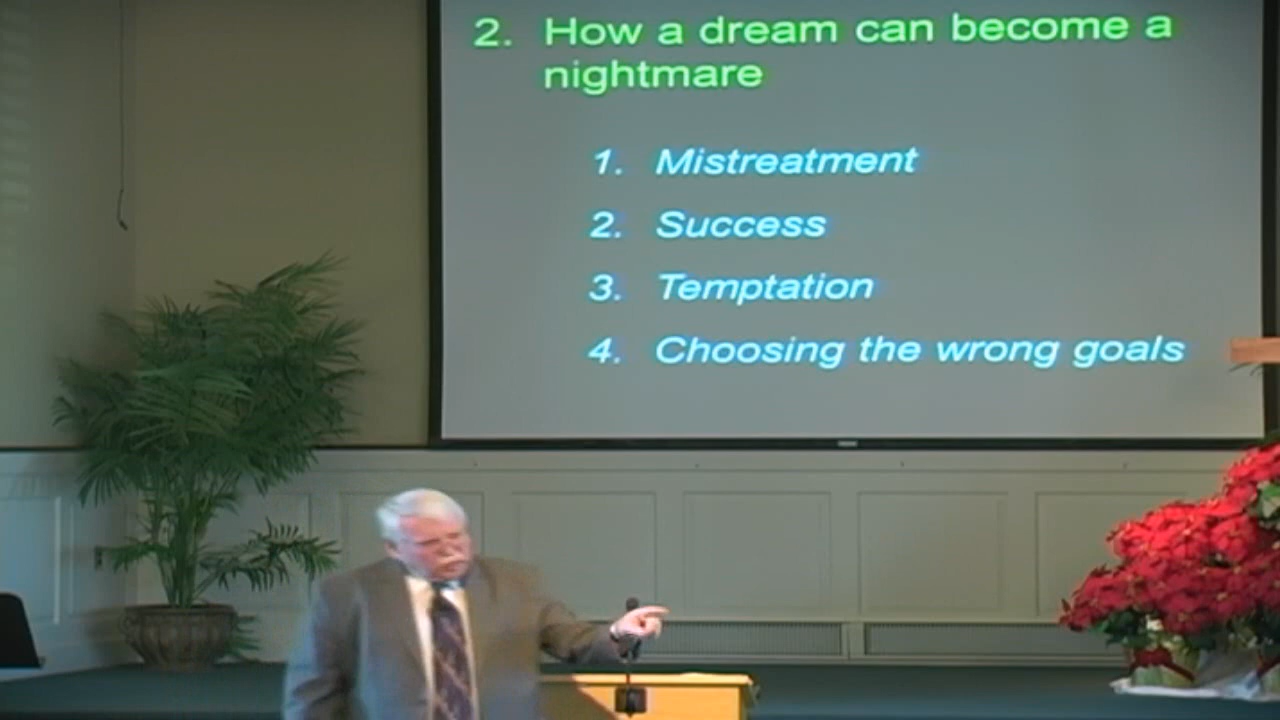 2. How a dream can become a
nightmare
1. Mistreatment
2. Success
3. Temptation
4. Choosing the wrong goals